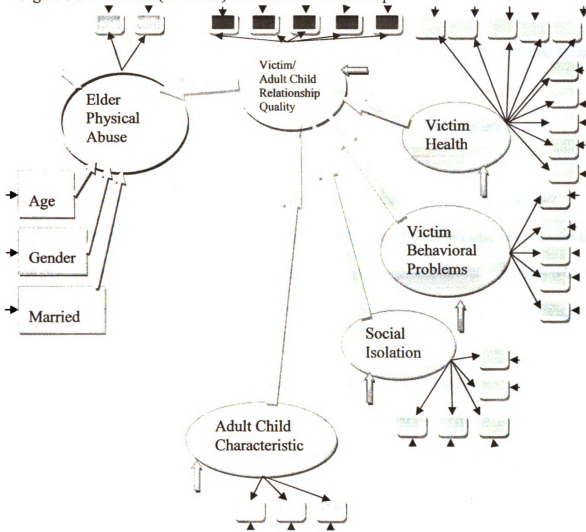 Victim/
Adult Child
Relationship
Quality
Elder
Physical
Abuse
Victim
Health
Age
Gender
Married
Victim
Behavioral
Problems
Social
Isolation
Adult Child
Characteristic